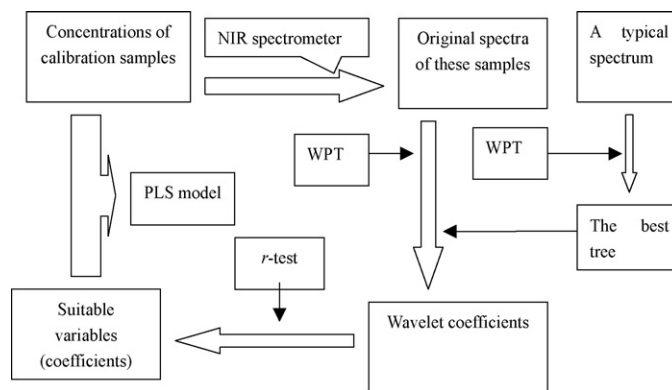 Concentrations of
calibration samples
NIR spectrometer
Original spectra
of these samples
A typical
spectrum
WPT
WPT
PLS model
The best
tree
r-test
Suitable
variables
(coefficients)
Wavelet coefficients